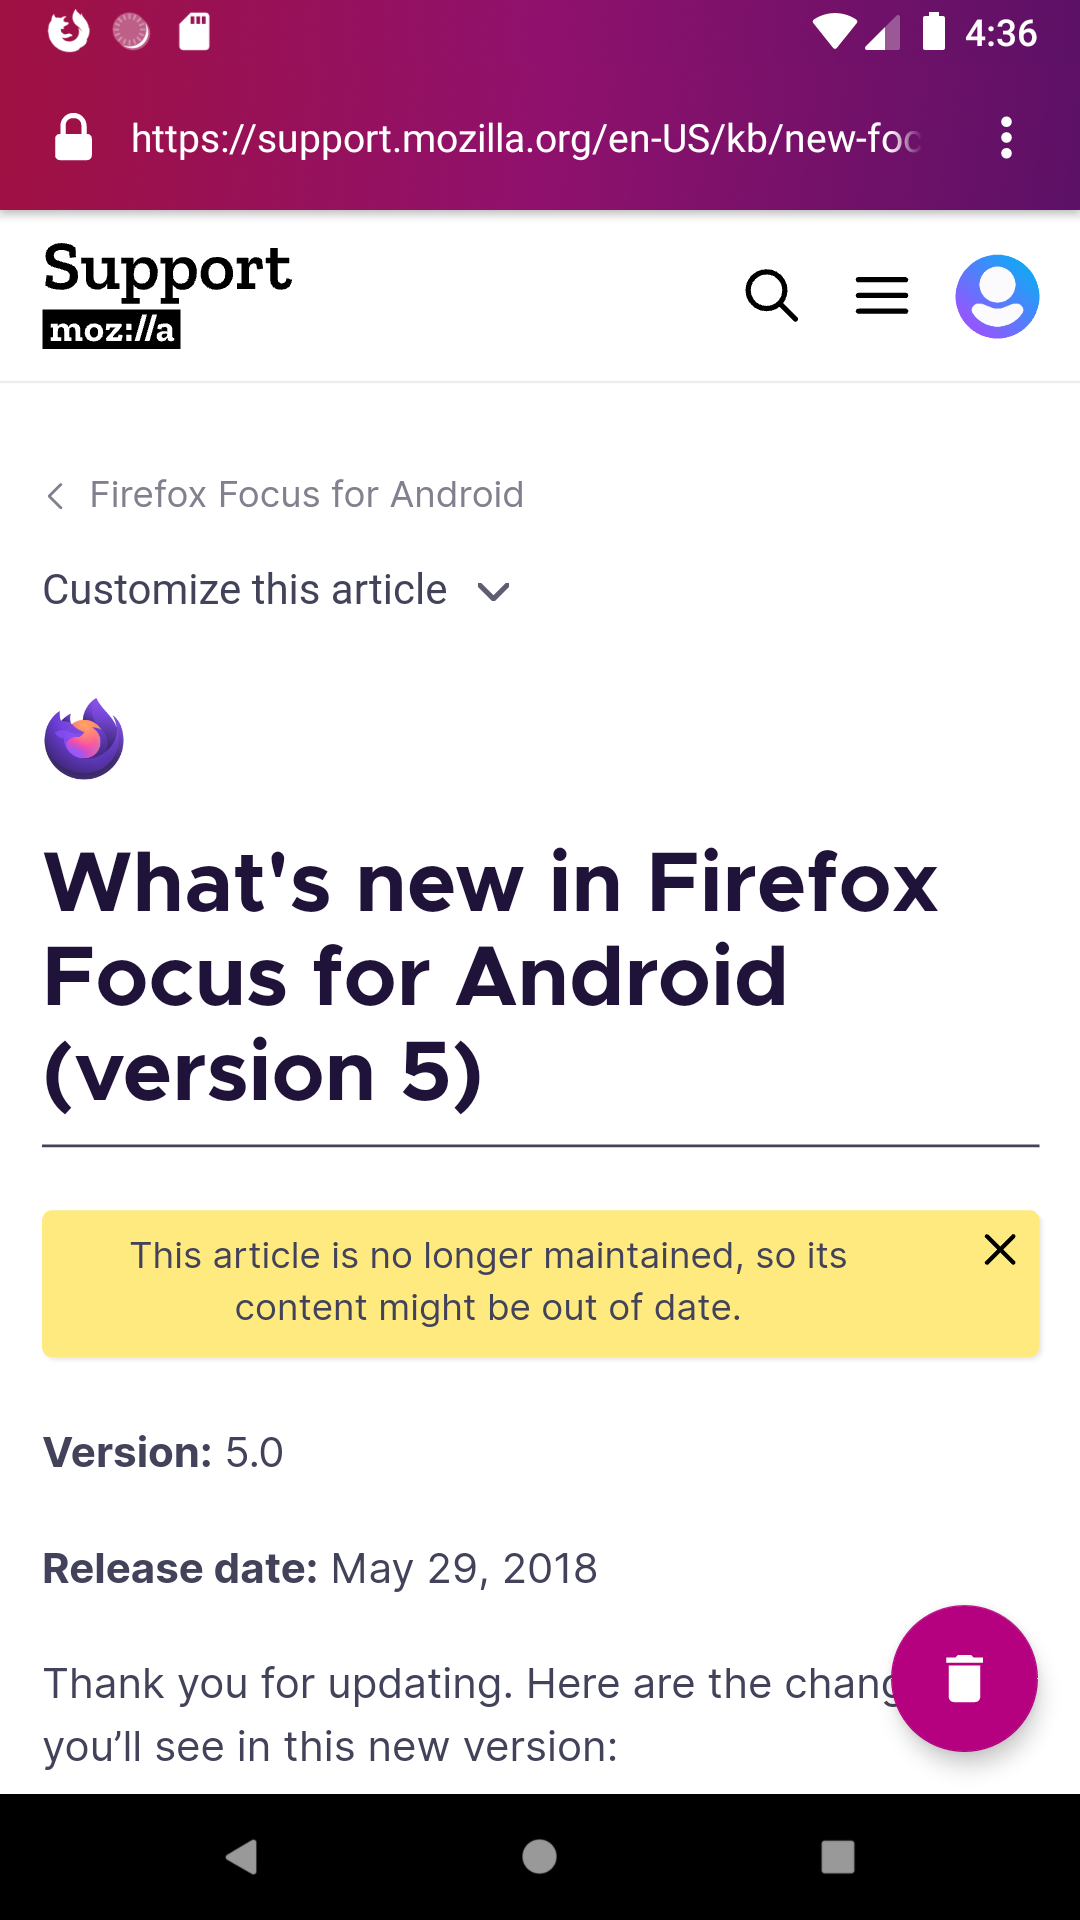 4:36
https://support.mozilla.org/en-US/kb/new-foc
Support
moz://a
Firefox Focus for Android
Customize this article
What's new in Firefox
Focus for Android
(version 5)
This article is no longer maintained, so its
content might be out of date.
Version: 5.0
Release date: May 29, 2018
Thank you for updating. Here are the chang
you’ll see in this new version: